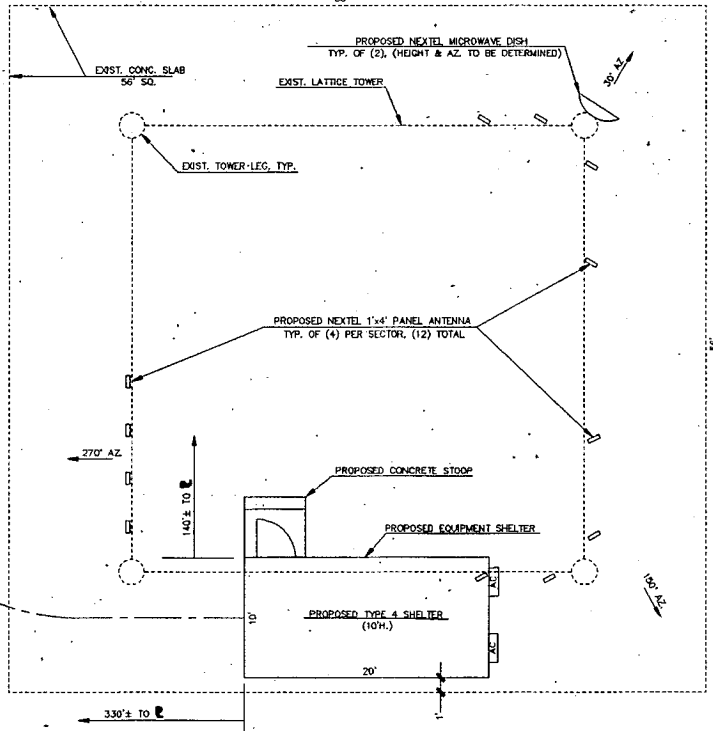 PROPOSED NEXTEL MICROWAVE DISH
TYP. OF (2), (HEIGHT & AZ. TO BE DETERMINED)
30° AZ.
EXIST. CONC. SLAB
56' SQ.
EXIST. LATTICE TOWER
EXIST. TOWER LEG, TYP.
PROPOSED NEXTEL 1'x4' PANEL ANTENNA
TYP. OF (4) PER SECTOR, (12) TOTAL
270° AZ.
140'± TO
PROPOSED CONCRETE STOOP
PROPOSED EQUIPMENT SHELTER
AC
150° AZ.
PROPOSED TYPE 4 SHELTER
(10'H.)
10'
AC
20'
1'
330'± TO